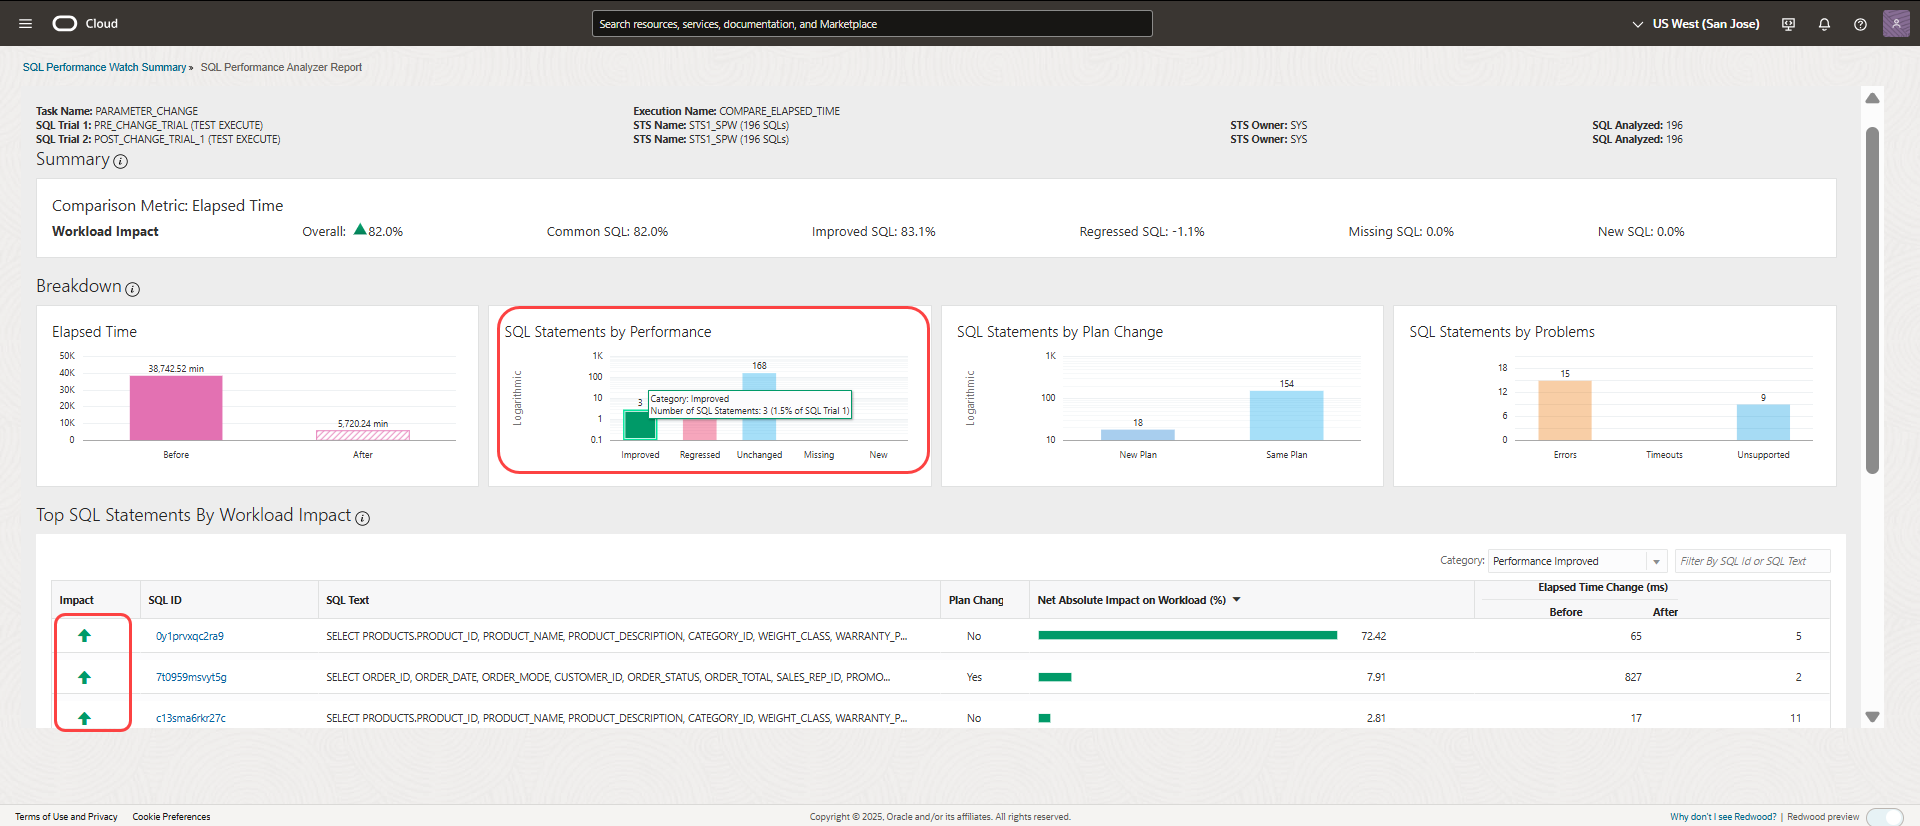 Cloud
Search resources, services, documentation, and Marketplace
US West (San Jose)
SQL Performance Watch Summary » SQL Performance Analyzer Report
Task Name: PARAMETER_CHANGE
Execution Name: COMPARE_ELAPSED_TIME
SQL Trial 1: PRE_CHANGE_TRIAL (TEST EXECUTE)
STS Name: STS1_SPW (196 SQLs)
STS Owner: SYS
SQL Analyzed: 196
SQL Trial 2: POST_CHANGE_TRIAL_1 (TEST EXECUTE)
STS Name: STS1_SPW (196 SQLs)
STS Owner: SYS
SQL Analyzed: 196
Summary
Comparison Metric: Elapsed Time
Workload Impact
Overall: 82.0%
Common SQL: 82.0%
Improved SQL: 83.1%
Regressed SQL: -1.1%
Missing SQL: 0.0%
New SQL: 0.0%
Breakdown
Elapsed Time
50K
40K
30K
20K
10K
0
38,742.52 min
5,720.24 min
Before
After
SQL Statements by Performance
Logarithmic
1K
100
10
1
0.1
3
168
Category: Improved
Number of SQL Statements: 3 (1.5% of SQL Trial 1)
Improved
Regressed
Unchanged
Missing
New
SQL Statements by Plan Change
Logarithmic
1K
100
10
18
154
New Plan
Same Plan
SQL Statements by Problems
18
12
6
0
15
9
Errors
Timeouts
Unsupported
Top SQL Statements By Workload Impact
Category: Performance Improved
Filter By SQL Id or SQL Text
Impact
SQL ID
SQL Text
Plan Chang
Net Absolute Impact on Workload (%)
Elapsed Time Change (ms)
Before
After
0y1prvxqc2ra9
SELECT PRODUCTS.PRODUCT_ID, PRODUCT_NAME, PRODUCT_DESCRIPTION, CATEGORY_ID, WEIGHT_CLASS, WARRANTY_P...
No
72.42
65
5
7t0959msvyt5g
SELECT ORDER_ID, ORDER_DATE, ORDER_MODE, CUSTOMER_ID, ORDER_STATUS, ORDER_TOTAL, SALES_REP_ID, PROMO...
Yes
7.91
827
2
c13sma6rkr27c
SELECT PRODUCTS.PRODUCT_ID, PRODUCT_NAME, PRODUCT_DESCRIPTION, CATEGORY_ID, WEIGHT_CLASS, WARRANTY_P...
No
2.81
17
11
Terms of Use and Privacy
Cookie Preferences
Copyright © 2025, Oracle and/or its affiliates. All rights reserved.
Why don't I see Redwood? | Redwood preview